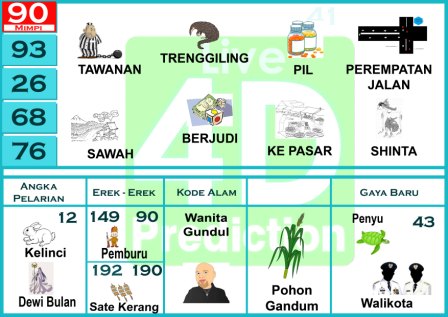 90
MIMPI
93
26
68
76
41
TAWANAN
TRENGGILING
PIL
PEREMPATAN
JALAN
SAWAH
BERJUDI
KE PASAR
SHINTA
Live
4D
Prediction
ANGKA
PELARIAN
EREK - EREK
KODE ALAM
GAYA BARU
12
Kelinci
Dewi Bulan
149 90
Pemburu
192 190
Sate Kerang
Wanita
Gundul
Pohon
Gandum
Penyu
43
Walikota